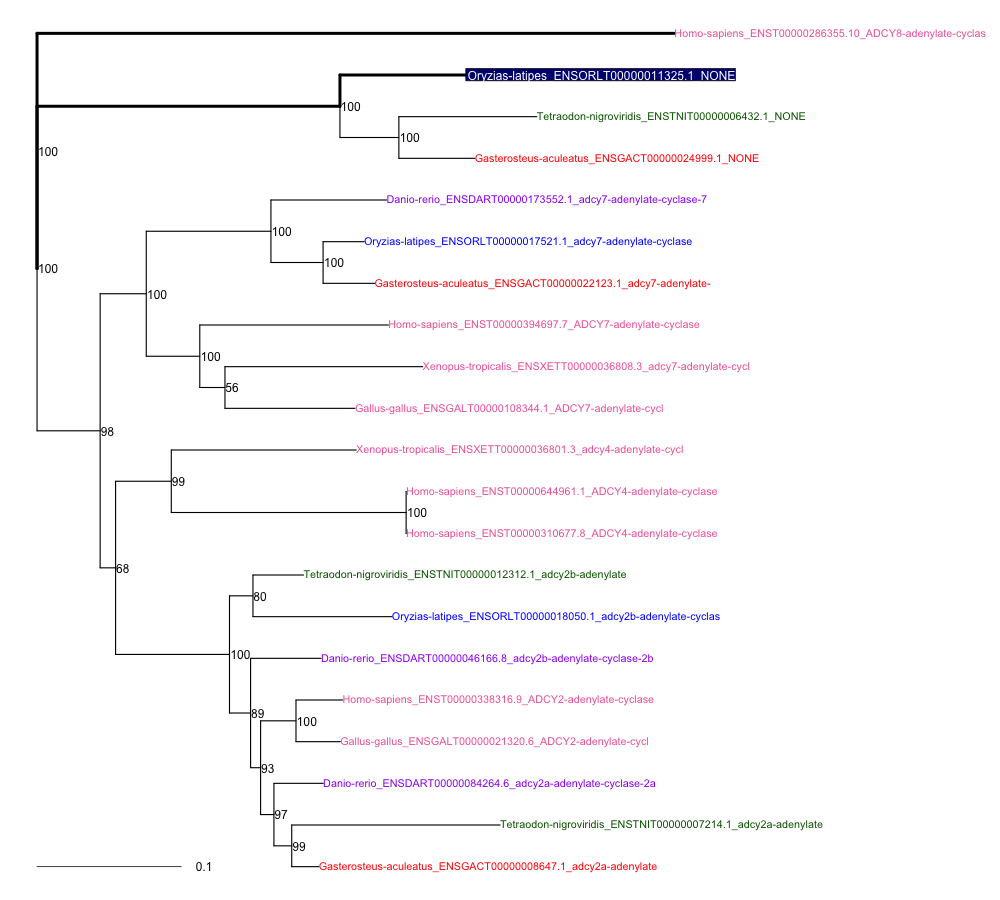 Homo-sapiens_ENST00000286355.10_ADCY8-adenylate-cyclas
Oryzias-latipes_ENSORLT00000011325.1_NONE
100
Tetraodon-nigroviridis_ENSTNIT00000006432.1_NONE
100
100
Gasterosteus-aculeatus_ENSGACT00000024999.1_NONE
Danio-rerio_ENSDART00000173552.1_adcy7-adenylate-cyclase-7
100
Oryzias-latipes_ENSORLT00000017521.1_adcy7-adenylate-cyclase
100
100
Gasterosteus-aculeatus_ENSGACT00000022123.1_adcy7-adenylate-
100
Homo-sapiens_ENST00000394697.7_ADCY7-adenylate-cyclase
100
Xenopus-tropicalis_ENSXETT00000036808.3_adcy7-adenylate-cycl
56
Gallus-gallus_ENSGALT00000108344.1_ADCY7-adenylate-cycl
98
Xenopus-tropicalis_ENSXETT00000036801.3_adcy4-adenylate-cycl
99
Homo-sapiens_ENST00000644961.1_ADCY4-adenylate-cyclase
100
Homo-sapiens_ENST00000310677.8_ADCY4-adenylate-cyclase
68
Tetraodon-nigroviridis_ENSTNIT00000012312.1_adcy2b-adenylate
80
Oryzias-latipes_ENSORLT00000018050.1_adcy2b-adenylate-cyclas
100
Danio-rerio_ENSDART00000046166.8_adcy2b-adenylate-cyclase-2b
Homo-sapiens_ENST00000338316.9_ADCY2-adenylate-cyclase
89
100
Gallus-gallus_ENSGALT00000021320.6_ADCY2-adenylate-cycl
93
Danio-rerio_ENSDART00000084264.6_adcy2a-adenylate-cyclase-2a
97
Tetraodon-nigroviridis_ENSTNIT00000007214.1_adcy2a-adenylate
99
Gasterosteus-aculeatus_ENSGACT00000008647.1_adcy2a-adenylate
0.1